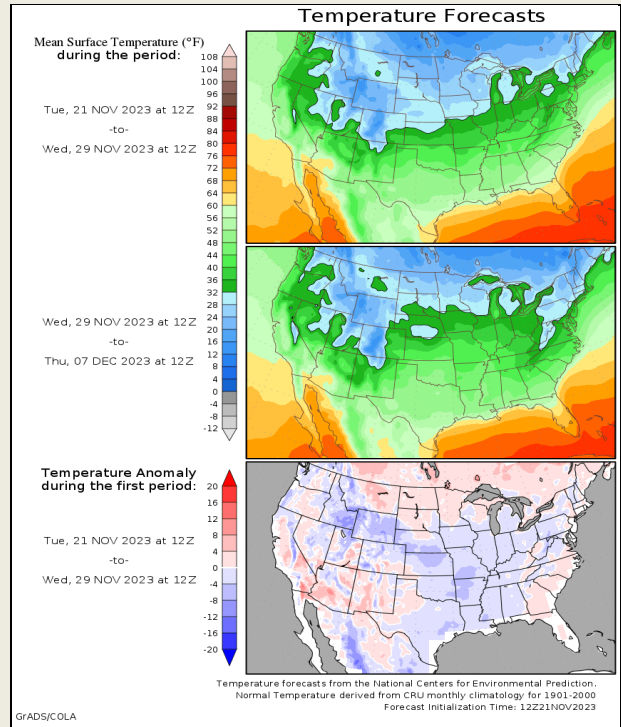 Temperature Forecasts
Mean Surface Temperature (°F)
during the period:
Tue, 21 NOV 2023 at 12Z
-to-
Wed, 29 NOV 2023 at 12Z
108
104
100
96
92
88
84
80
76
72
68
64
60
56
52
48
44
40
36
32
28
24
20
16
12
8
4
0
-4
-8
-12
Wed, 29 NOV 2023 at 12Z
-to-
Thu, 07 DEC 2023 at 12Z
Temperature Anomaly
during the first period:
Tue, 21 NOV 2023 at 12Z
-to-
Wed, 29 NOV 2023 at 12Z
20
16
12
8
4
0
-4
-8
-12
-16
-20
Temperature forecasts from the National Centers for Environmental Prediction.
Normal Temperature derived from CRU monthly climatology for 1901-2000
Forecast Initialization Time: 12Z21NOV2023
GrADS/COLA